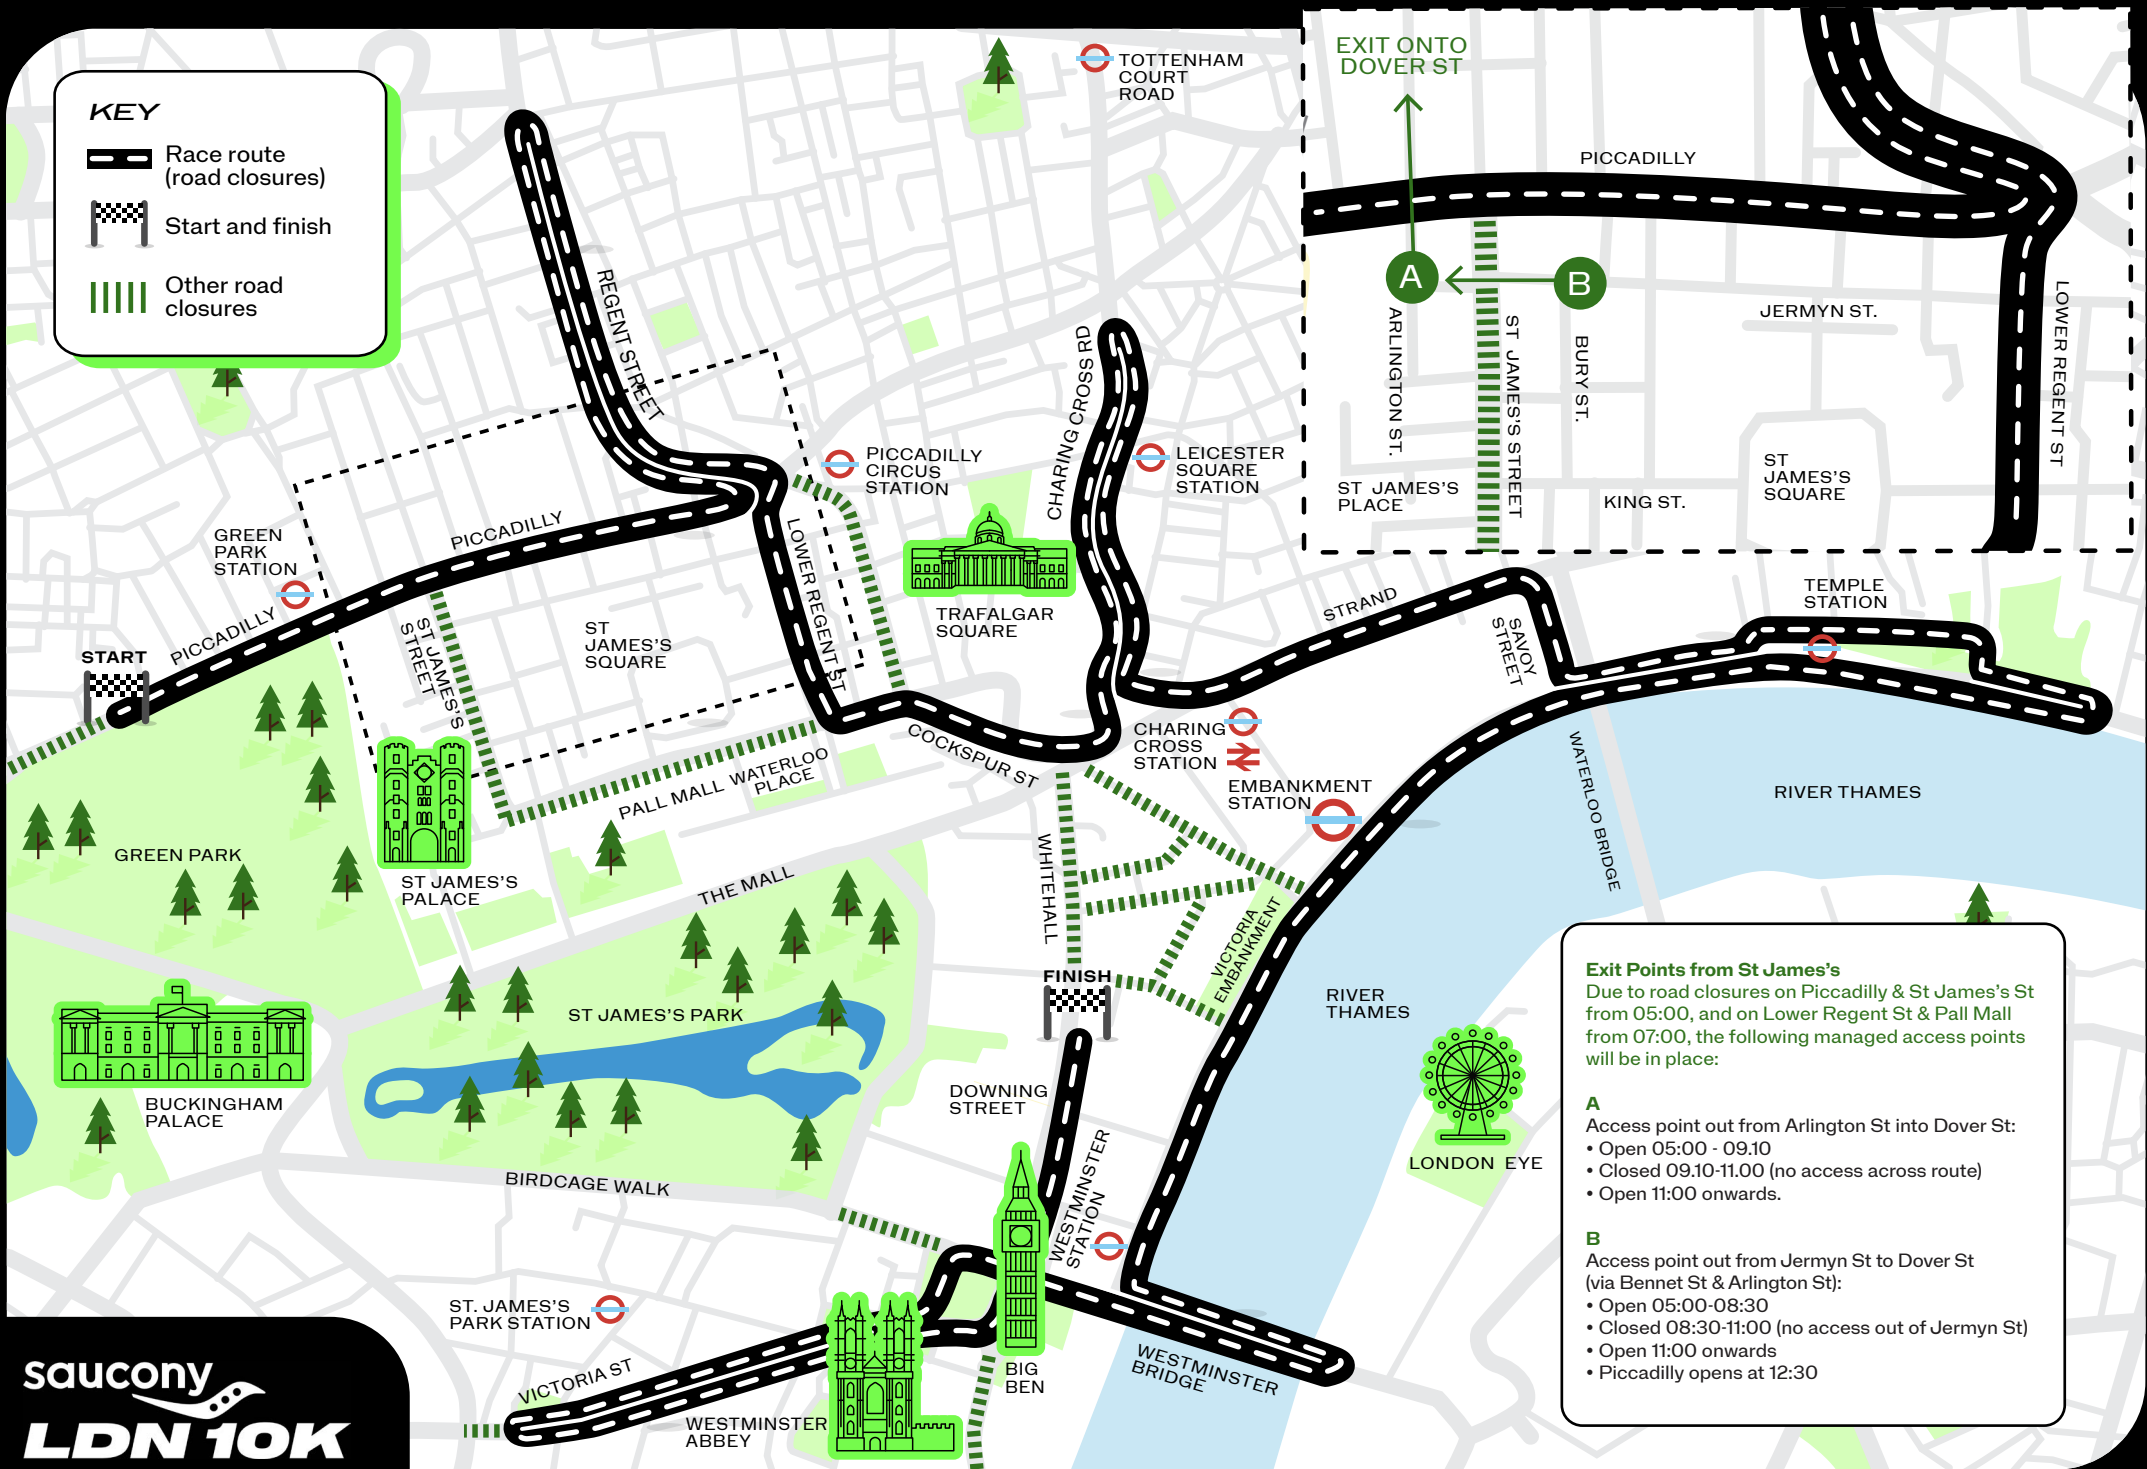 KEY
Race route
(road closures)
Start and finish
Other road
closures
TOTTENHAM
COURT
ROAD
EXIT ONTO
DOVER ST
PICCADILLY
A
B
JERMYN ST.
ARLINGTON ST.
ST JAMES'S STREET
BURY ST.
LOWER REGENT ST
ST JAMES'S
PLACE
KING ST.
ST
JAMES'S
SQUARE
REGENT STREET
CHARING CROSS RD
PICCADILLY
CIRCUS
STATION
LEICESTER
SQUARE
STATION
GREEN
PARK
STATION
PICCADILLY
PICCADILLY
START
ST JAMES'S
STREET
ST
JAMES'S
SQUARE
LOWER REGENT ST
TRAFALGAR
SQUARE
STRAND
SAVOY
STREET
TEMPLE
STATION
CHARING
CROSS
STATION
EMBANKMENT
STATION
COCKSPUR ST
PALL MALL
WATERLOO
PLACE
WATERLOO BRIDGE
RIVER THAMES
GREEN PARK
ST JAMES'S
PALACE
THE MALL
WHITEHALL
VICTORIA
EMBANKMENT
FINISH
RIVER
THAMES
ST JAMES'S PARK
BUCKINGHAM
PALACE
DOWNING
STREET
LONDON EYE
BIRDCAGE WALK
WESTMINSTER
STATION
ST. JAMES'S
PARK STATION
VICTORIA ST
WESTMINSTER
ABBEY
BIG
BEN
WESTMINSTER
BRIDGE
Exit Points from St James's
Due to road closures on Piccadilly & St James's St
from 05:00, and on Lower Regent St & Pall Mall
from 07:00, the following managed access points
will be in place:
A
Access point out from Arlington St into Dover St:
• Open 05:00 - 09.10
• Closed 09.10-11.00 (no access across route)
• Open 11:00 onwards.
B
Access point out from Jermyn St to Dover St
(via Bennet St & Arlington St):
• Open 05:00-08:30
• Closed 08:30-11:00 (no access out of Jermyn St)
• Open 11:00 onwards
• Piccadilly opens at 12:30
saucony
LDN 10K